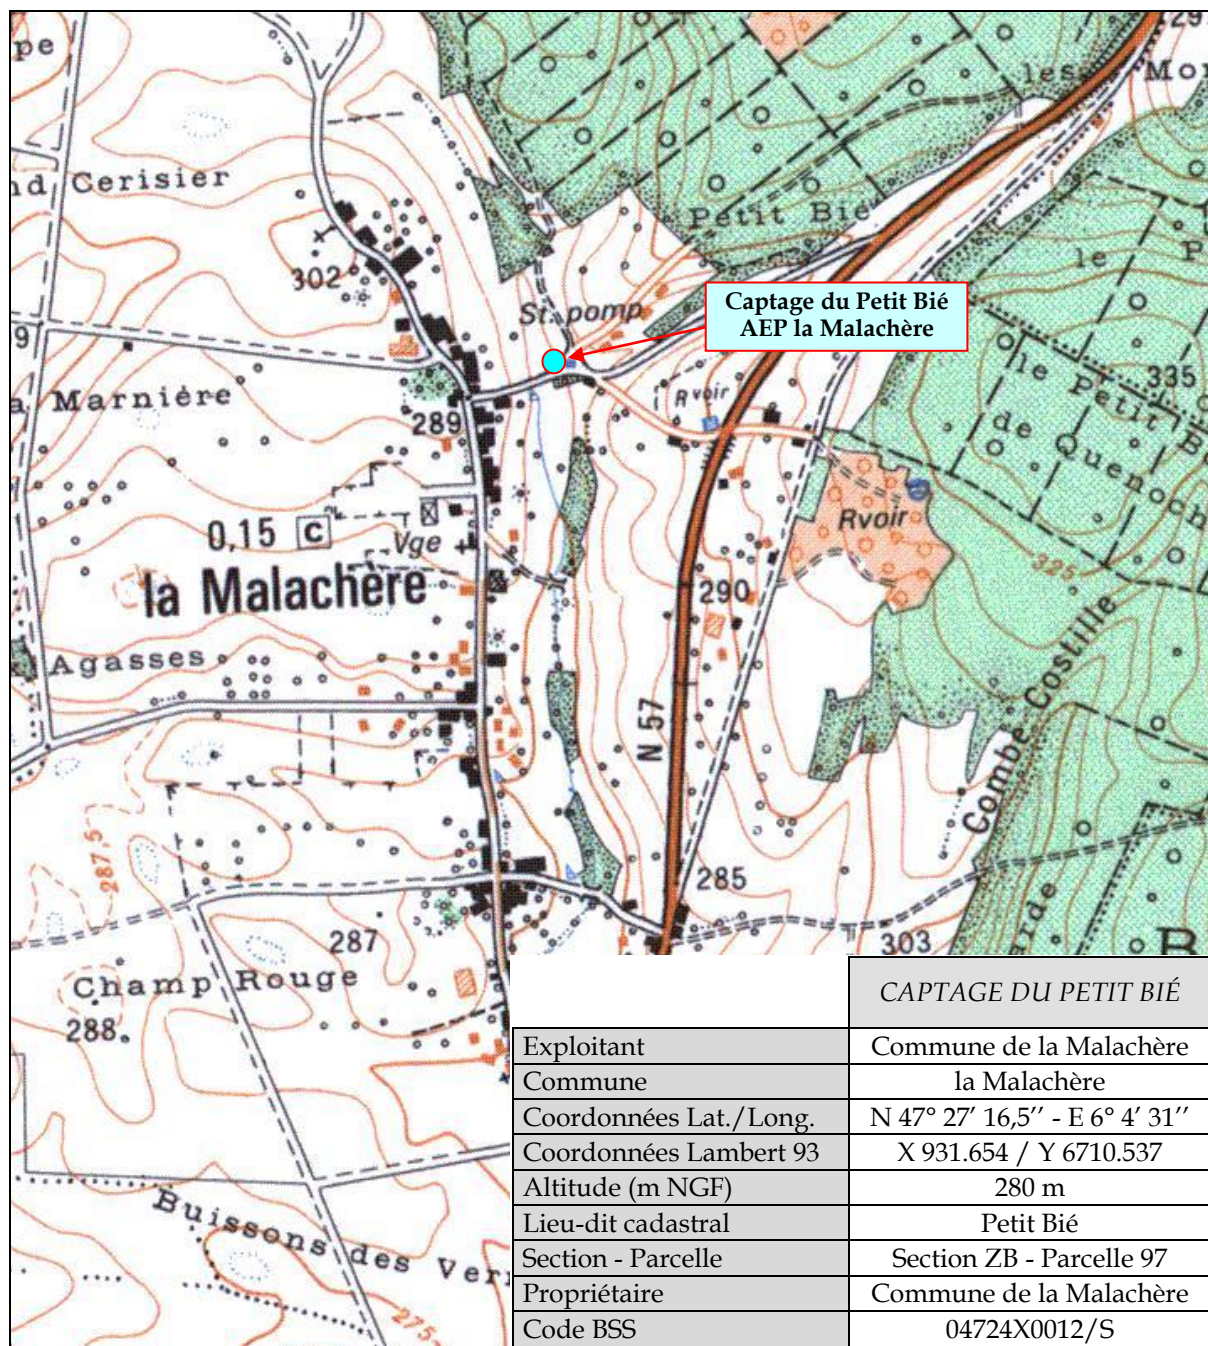 pe
les Mon
nd Cerisier
Petit Bié
302
le P
St. pomp
Captage du Petit Bié
AEP la Malachère
9
le Petit B
335
Marnière
Rvoir
289
de Quenoch
0,15 C
Rvoir
Vge
la Malachère
325
290
Agasses
Combe Costille
N 57
287,5
285
arde
287
303
B
Champ Rouge
288
Buissons des Verr
275
CAPTAGE DU PETIT BIÉ
Exploitant Commune de la Malachère
Commune la Malachère
Coordonnées Lat./Long. N 47° 27′ 16,5′′ - E 6° 4′ 31′′
Coordonnées Lambert 93 X 931.654 / Y 6710.537
Altitude (m NGF) 280 m
Lieu-dit cadastral Petit Bié
Section - Parcelle Section ZB - Parcelle 97
Propriétaire Commune de la Malachère
Code BSS 04724X0012/S